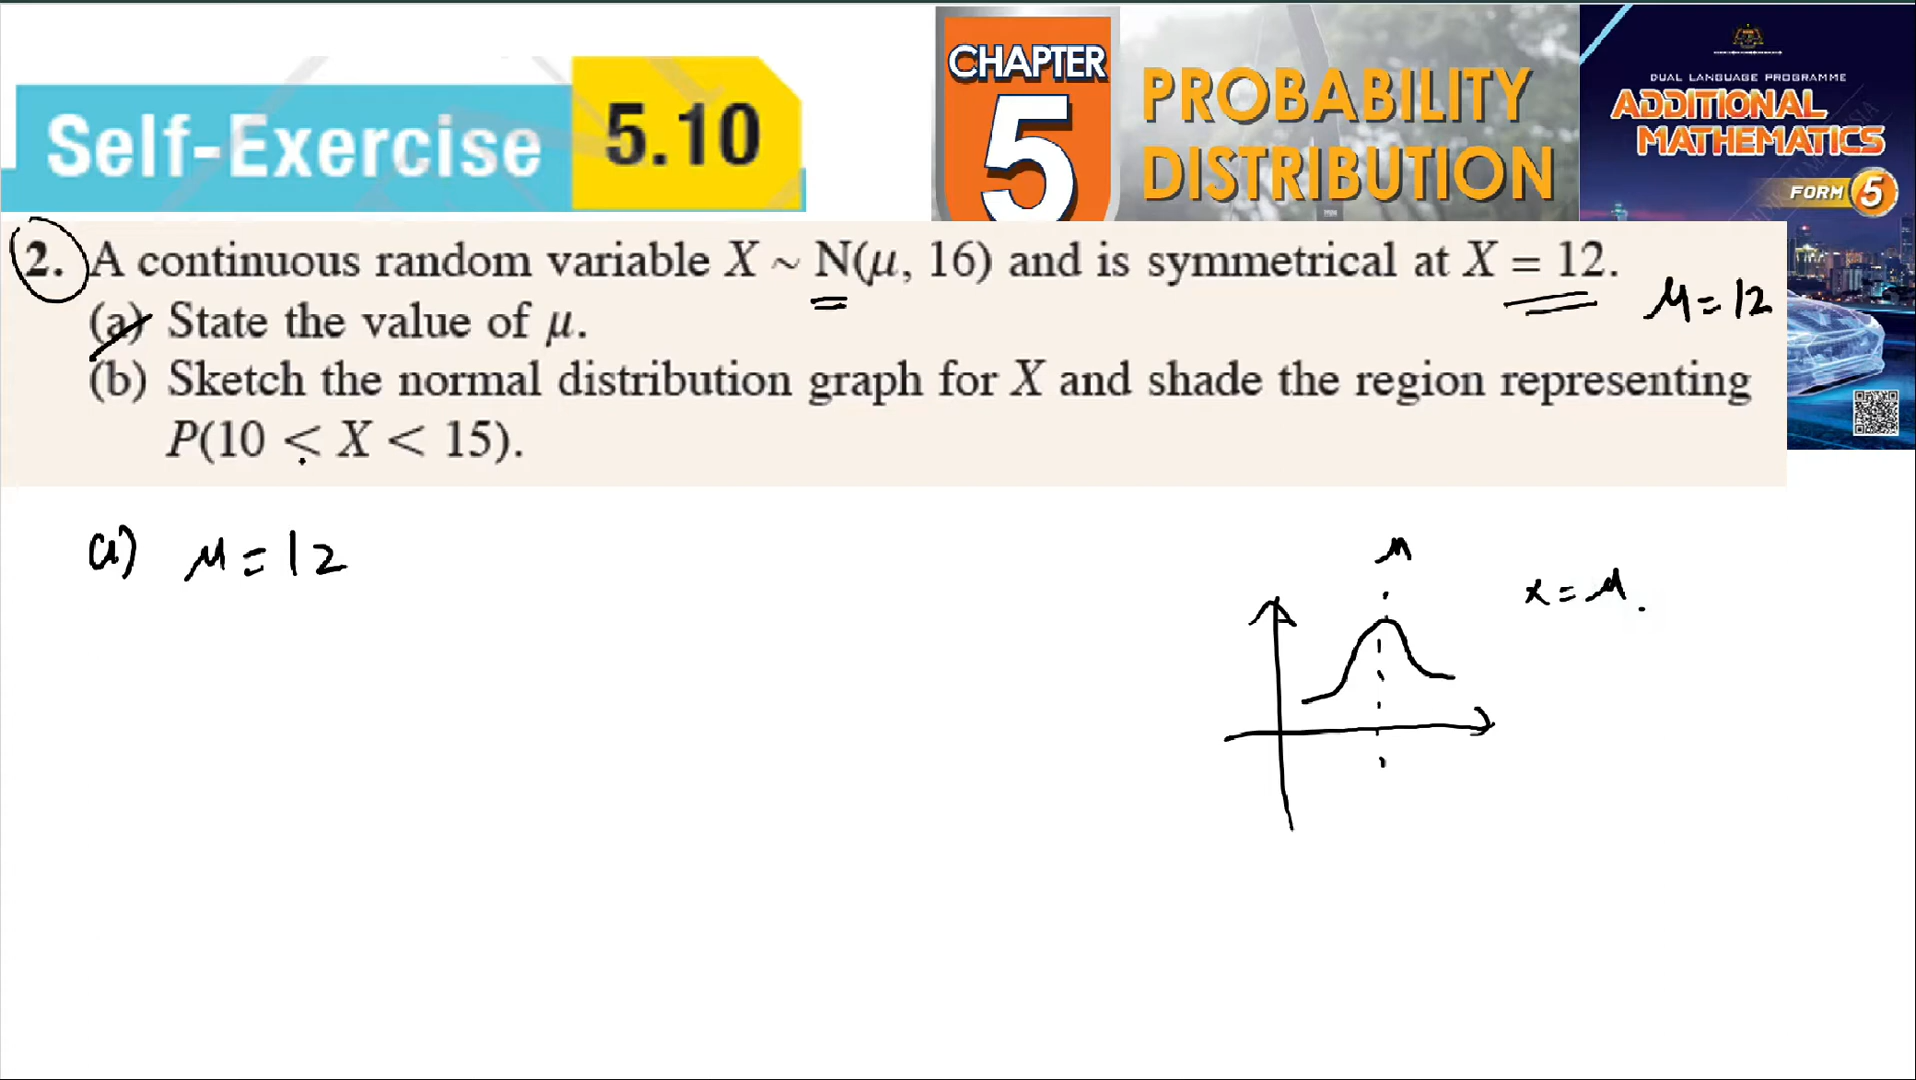 Self-Exercise 5.10
CHAPTER
5
PROBABILITY
DISTRIBUTION
DUAL LANGUAGE PROGRAMME
ADDITIONAL
MATHEMATICS
FORM 5
2. A continuous random variable X ~ N(μ, 16) and is symmetrical at X = 12.
μ = 12
(a) State the value of μ.
(b) Sketch the normal distribution graph for X and shade the region representing
P(10 < X < 15).
a) μ = 12
μ
x = μ.